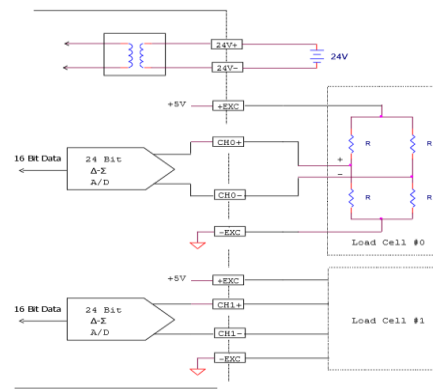 24V+
24V-
24V
+5V
+EXC
CH0+
16 Bit Data
24 Bit
Δ-Σ
A/D
+
-
R
R
R
R
CH0-
-EXC
Load Cell #0
+5V
+EXC
16 Bit Data
24 Bit
Δ-Σ
A/D
CH1+
CH1-
Load Cell #1
-EXC